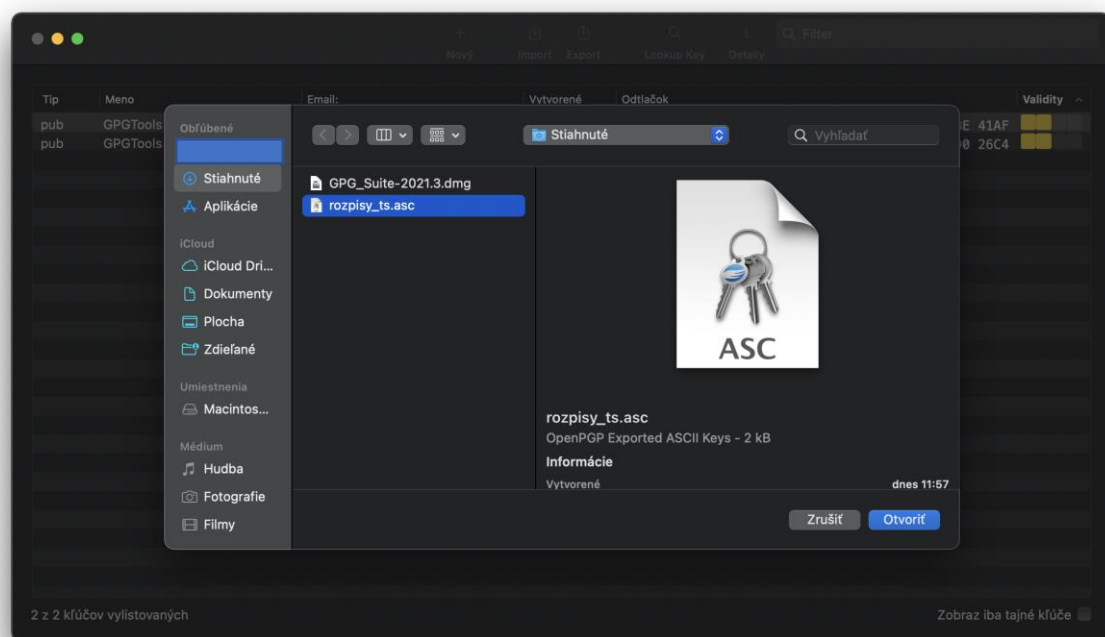 Nový Import Export Lookup Key Detaily Filter
Tip Meno Email: Vytvorené Odtlačok Validity
pub GPGTools E 41AF
pub GPGTools 26C4
Obľúbené
Stiahnuté
Aplikácie
iCloud
iCloud Dri...
Dokumenty
Plocha
Zdieľané
Umiestnenia
Macintos...
Médium
Hudba
Fotografie
Filmy
Stiahnuté
Vyhľadať
GPG_Suite-2021.3.dmg
rozpisy_ts.asc
ASC
rozpisy_ts.asc
OpenPGP Exported ASCII Keys - 2 kB
Informácie
Vytvorené dnes 11:57
Zrušiť Otvoriť
2 z 2 kľúčov vylistovaných Zobraz iba tajné kľúče